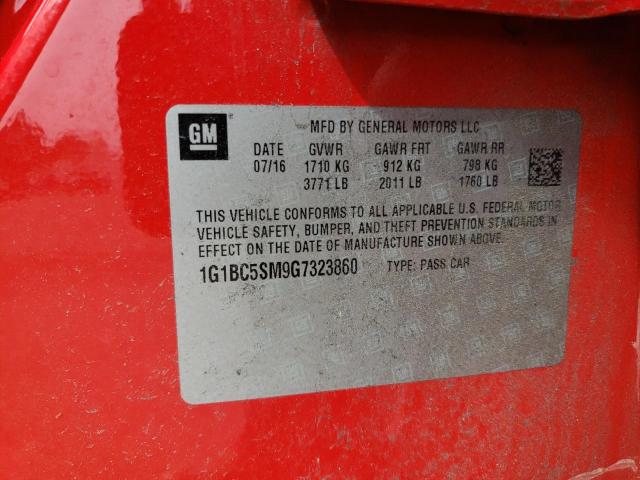 GM
MFD BY GENERAL MOTORS LLC
DATE GVWR GAWR FRT GAWR RR
07/16 1710 KG 912 KG 798 KG
3771 LB 2011 LB 1760 LB
THIS VEHICLE CONFORMS TO ALL APPLICABLE U.S. FEDERAL MOTOR
VEHICLE SAFETY, BUMPER, AND THEFT PREVENTION STANDARDS IN
EFFECT ON THE DATE OF MANUFACTURE SHOWN ABOVE.
1G1BC5SM9G7323860 TYPE: PASS CAR